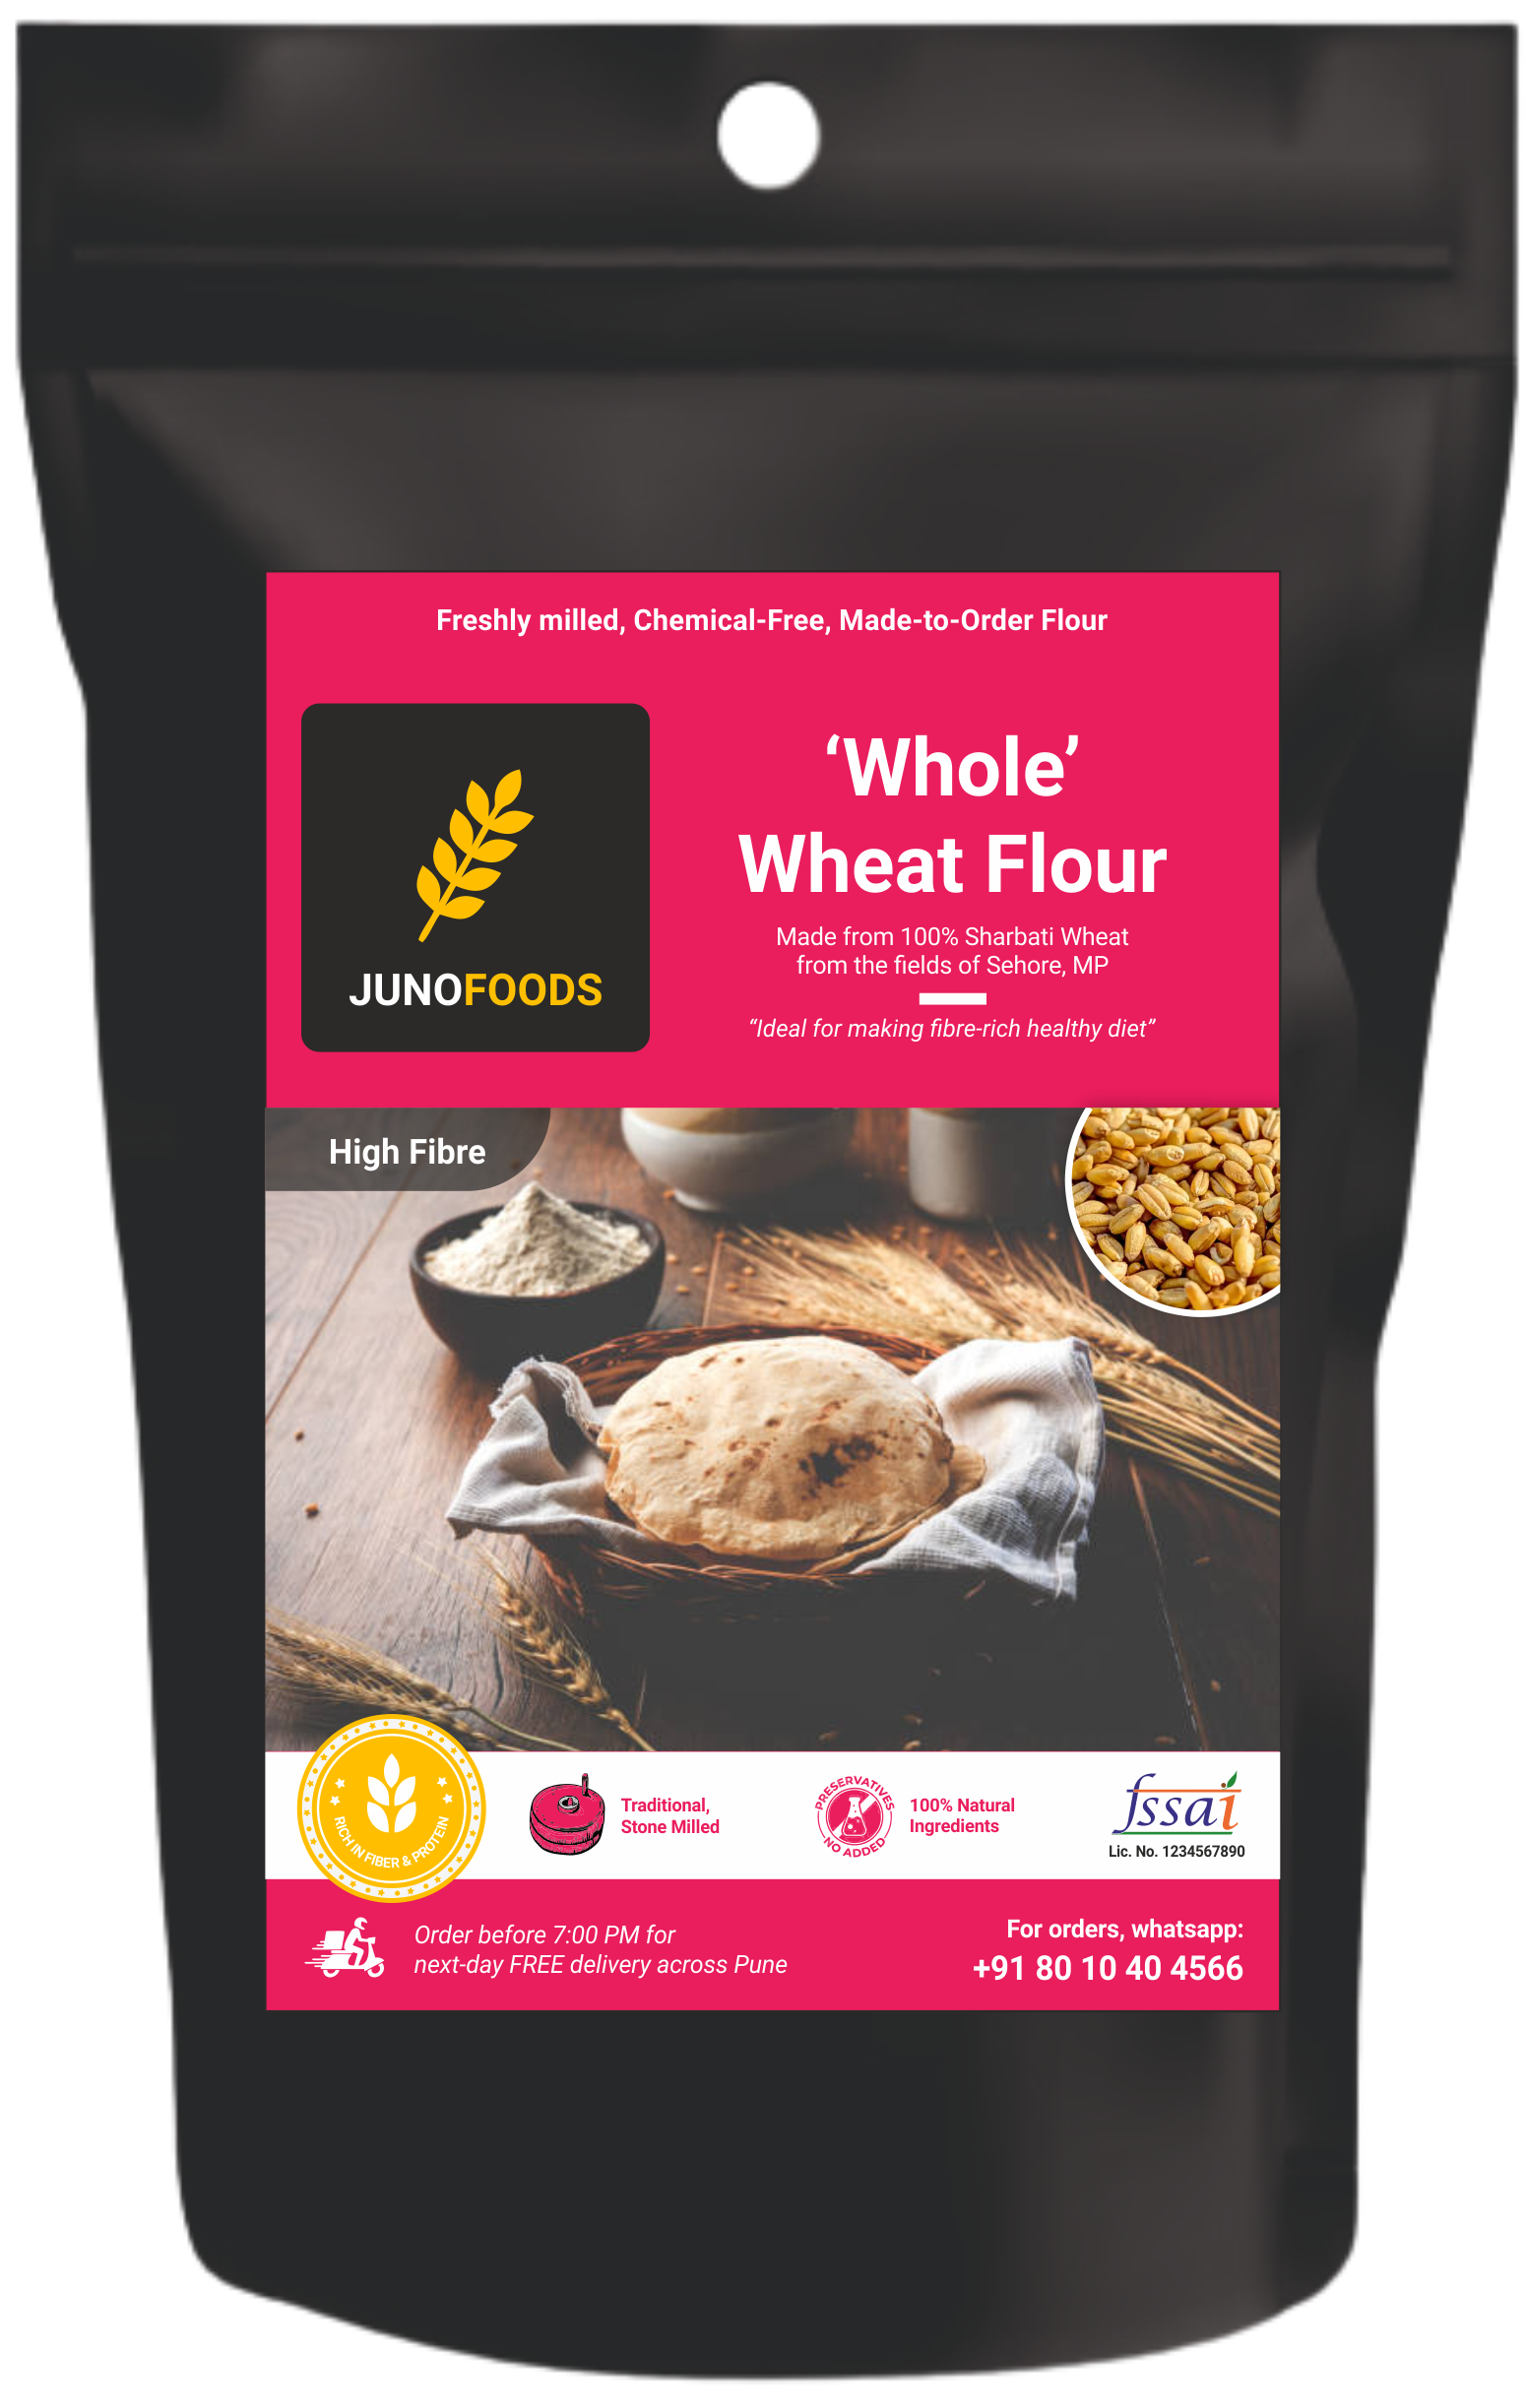 Freshly milled, Chemical-Free, Made-to-Order Flour
JUNOFOODS
‘Whole’
Wheat Flour
Made from 100% Sharbati Wheat
from the fields of Sehore, MP
“Ideal for making fibre-rich healthy diet”
High Fibre
RICH IN FIBER & PROTEIN
Traditional,
Stone Milled
PRESERVATIVES
NO ADDED
100% Natural
Ingredients
fssai
Lic. No. 1234567890
Order before 7:00 PM for
next-day FREE delivery across Pune
For orders, whatsapp:
+91 80 10 40 4566